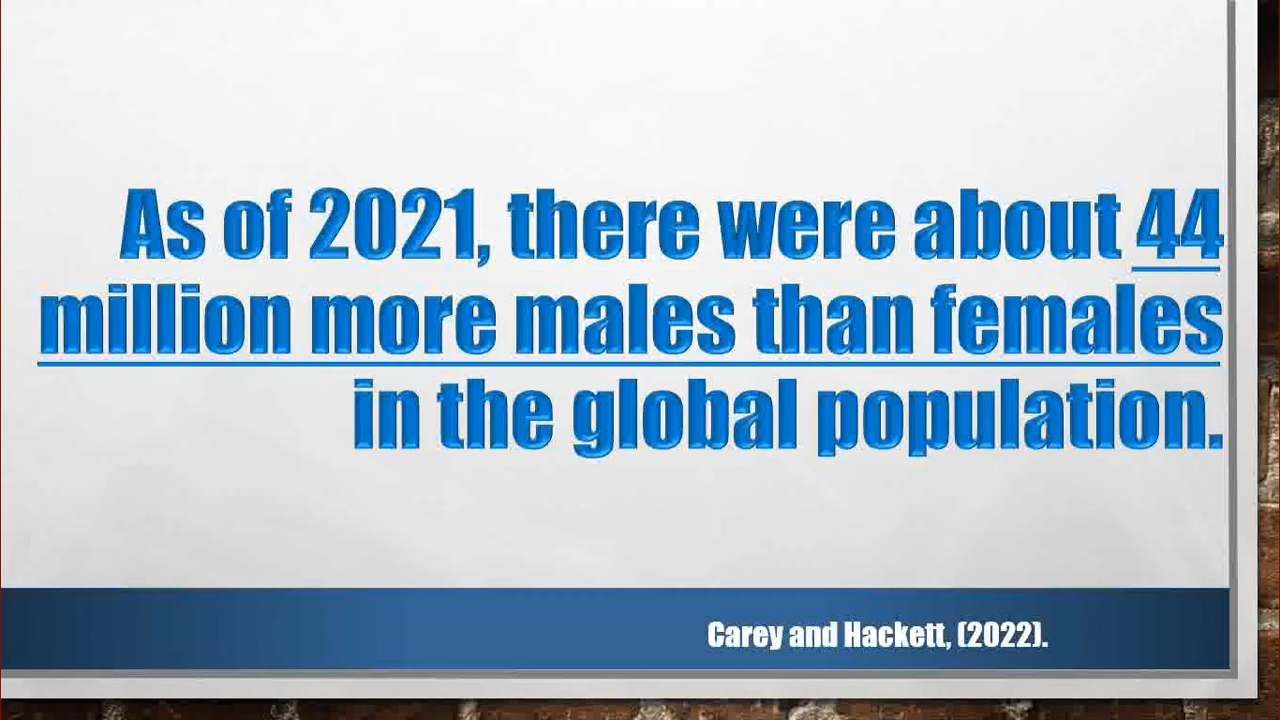 As of 2021, there were about 44
million more males than females
in the global population.
Carey and Hackett, (2022).